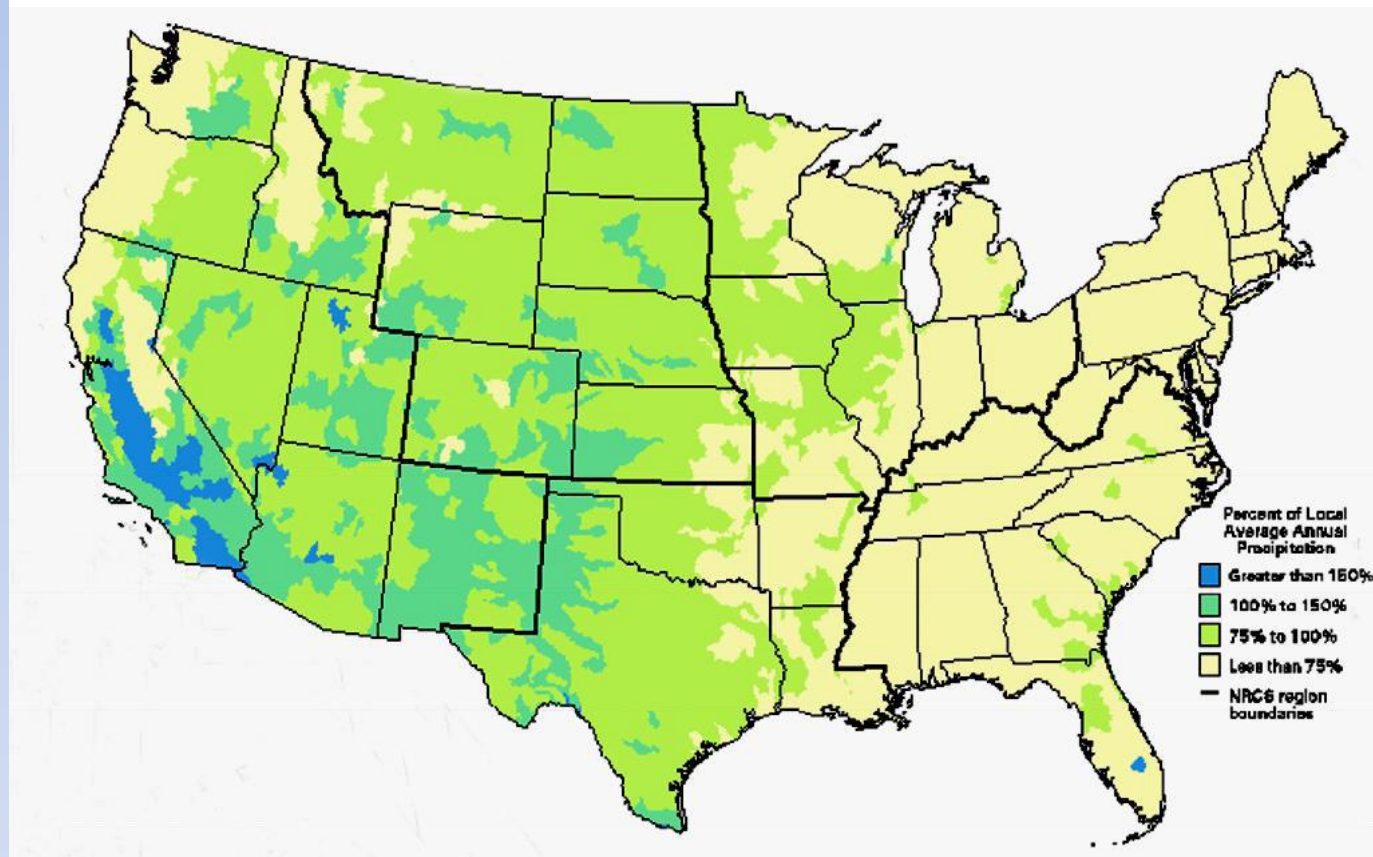 Percent of Local
Average Annual
Precipitation
Greater than 150%
100% to 150%
75% to 100%
Less than 75%
NRCS region
boundaries